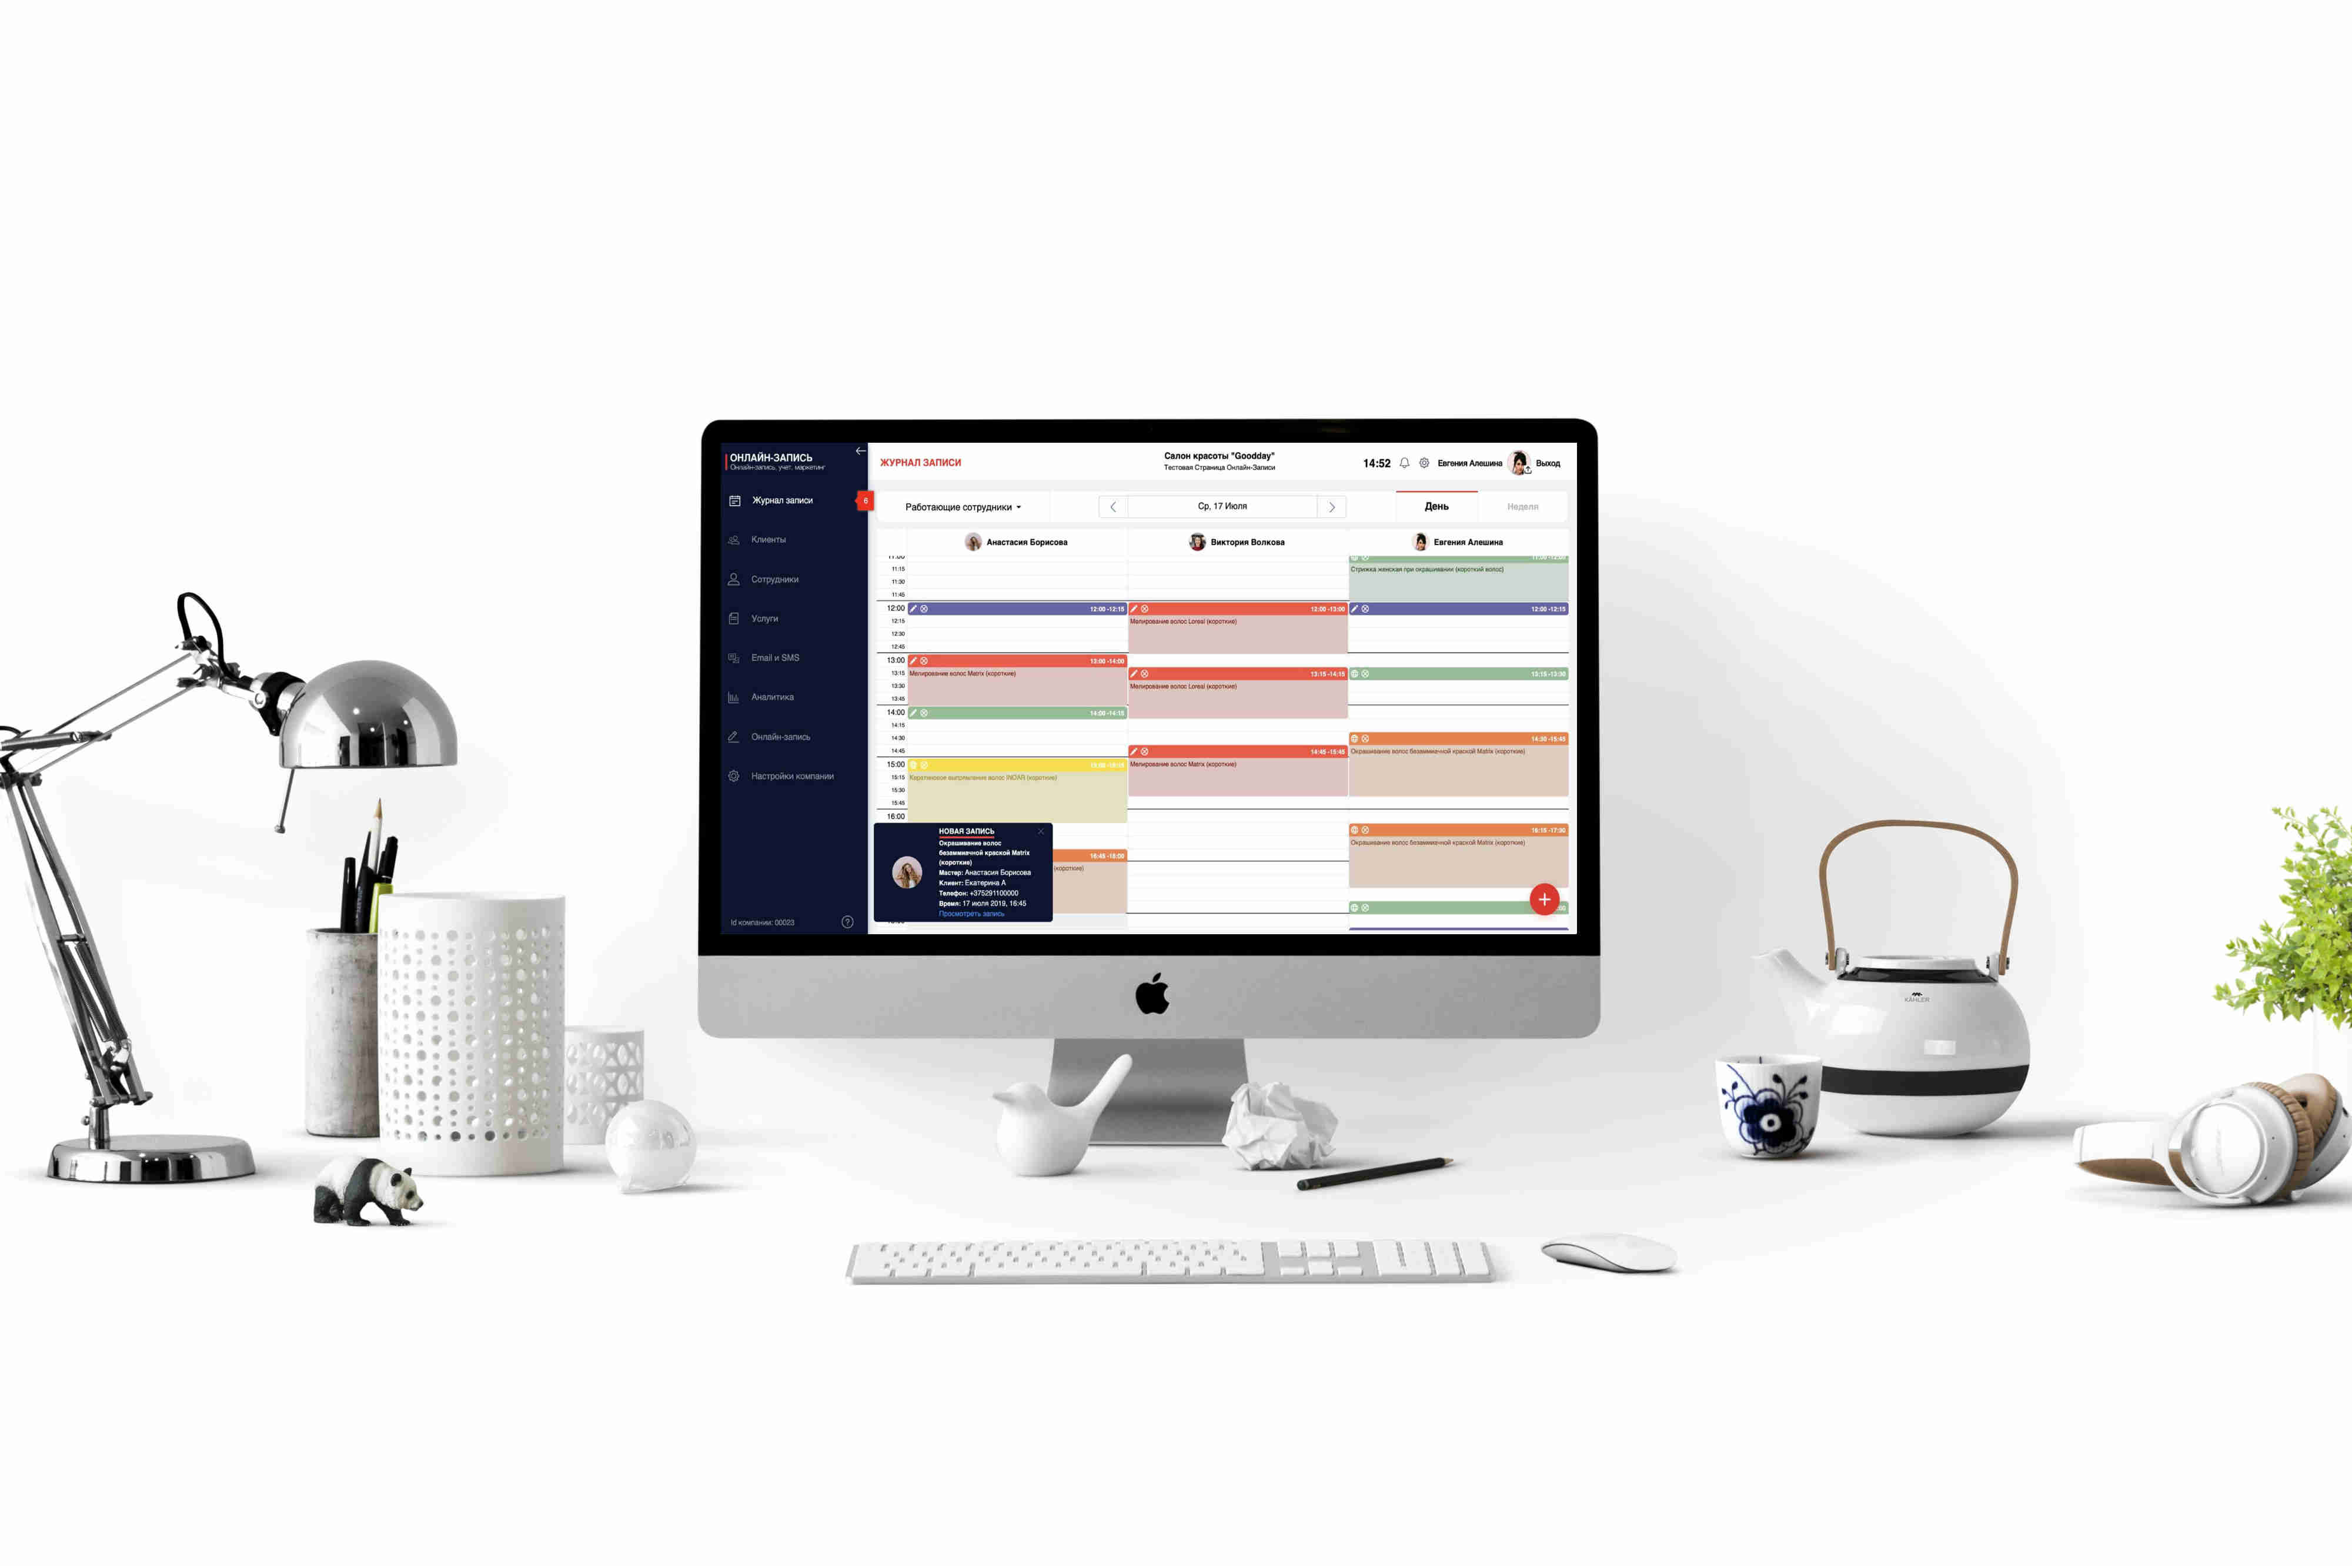 ОНЛАЙН-ЗАПИСЬ
Онлайн-запись, учет, маркетинг
Журнал записи
6
Клиенты
Сотрудники
Услуги
Email и SMS
Аналитика
Онлайн-запись
Настройки компании
Id компании: 00023
?
ЖУРНАЛ ЗАПИСИ
Салон красоты "Goodday"
Тестовая Страница Онлайн-Записи
14:52
Евгения Алешина
Выход
Работающие сотрудники
Ср, 17 Июля
День
Неделя
Анастасия Борисова
Виктория Волкова
Евгения Алешина
11:00
11:15
Стрижка женская при окрашивании (короткий волос)
11:30
11:45
12:00
12:00 -12:15
12:00 -13:00
12:00 -12:15
12:15
Мелирование волос Loreal (короткие)
12:30
12:45
13:00
13:00 -14:00
13:15
Мелирование волос Matrix (короткие)
13:15 -14:15
13:15 -13:30
13:30
Мелирование волос Loreal (короткие)
13:45
14:00
14:00 -14:15
14:15
14:30
14:30 -15:45
14:45
14:45 -15:45
Окрашивание волос безаммиачной краской Matrix (короткие)
15:00
Мелирование волос Matrix (короткие)
15:15
Кератиновое выпрямление волос INOAR (короткие)
15:30
15:45
16:00
16:15 -17:30
Окрашивание волос безаммиачной краской Matrix (короткие)
16:45 -18:00
(короткие)
НОВАЯ ЗАПИСЬ
Окрашивание волос
безаммиачной краской Matrix
(короткие)
Мастер: Анастасия Борисова
Клиент: Екатерина А
Телефон: +375291100000
Время: 17 июля 2019, 16:45
Просмотреть запись
KÄHLER